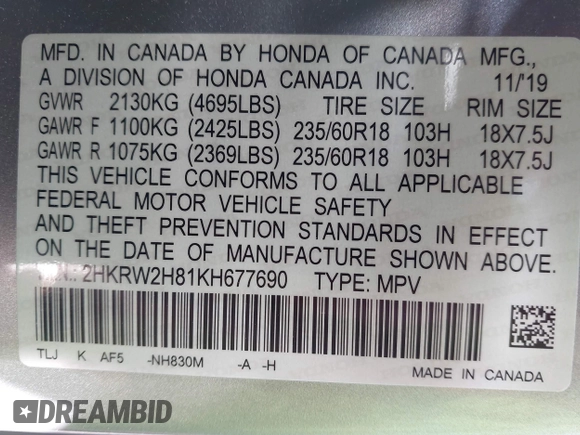 MFD. IN CANADA BY HONDA OF CANADA MFG.,
A DIVISION OF HONDA CANADA INC. 11/'19
GVWR 2130KG (4695LBS) TIRE SIZE RIM SIZE
GAWR F 1100KG (2425LBS) 235/60R18 103H 18X7.5J
GAWR R 1075KG (2369LBS) 235/60R18 103H 18X7.5J
THIS VEHICLE CONFORMS TO ALL APPLICABLE
FEDERAL MOTOR VEHICLE SAFETY
AND THEFT PREVENTION STANDARDS IN EFFECT
ON THE DATE OF MANUFACTURE SHOWN ABOVE.
V.I.N.: 2HKRW2H81KH677690 TYPE: MPV
TLJ K AF5 -NH830M -A -H
MADE IN CANADA
DREAMBID